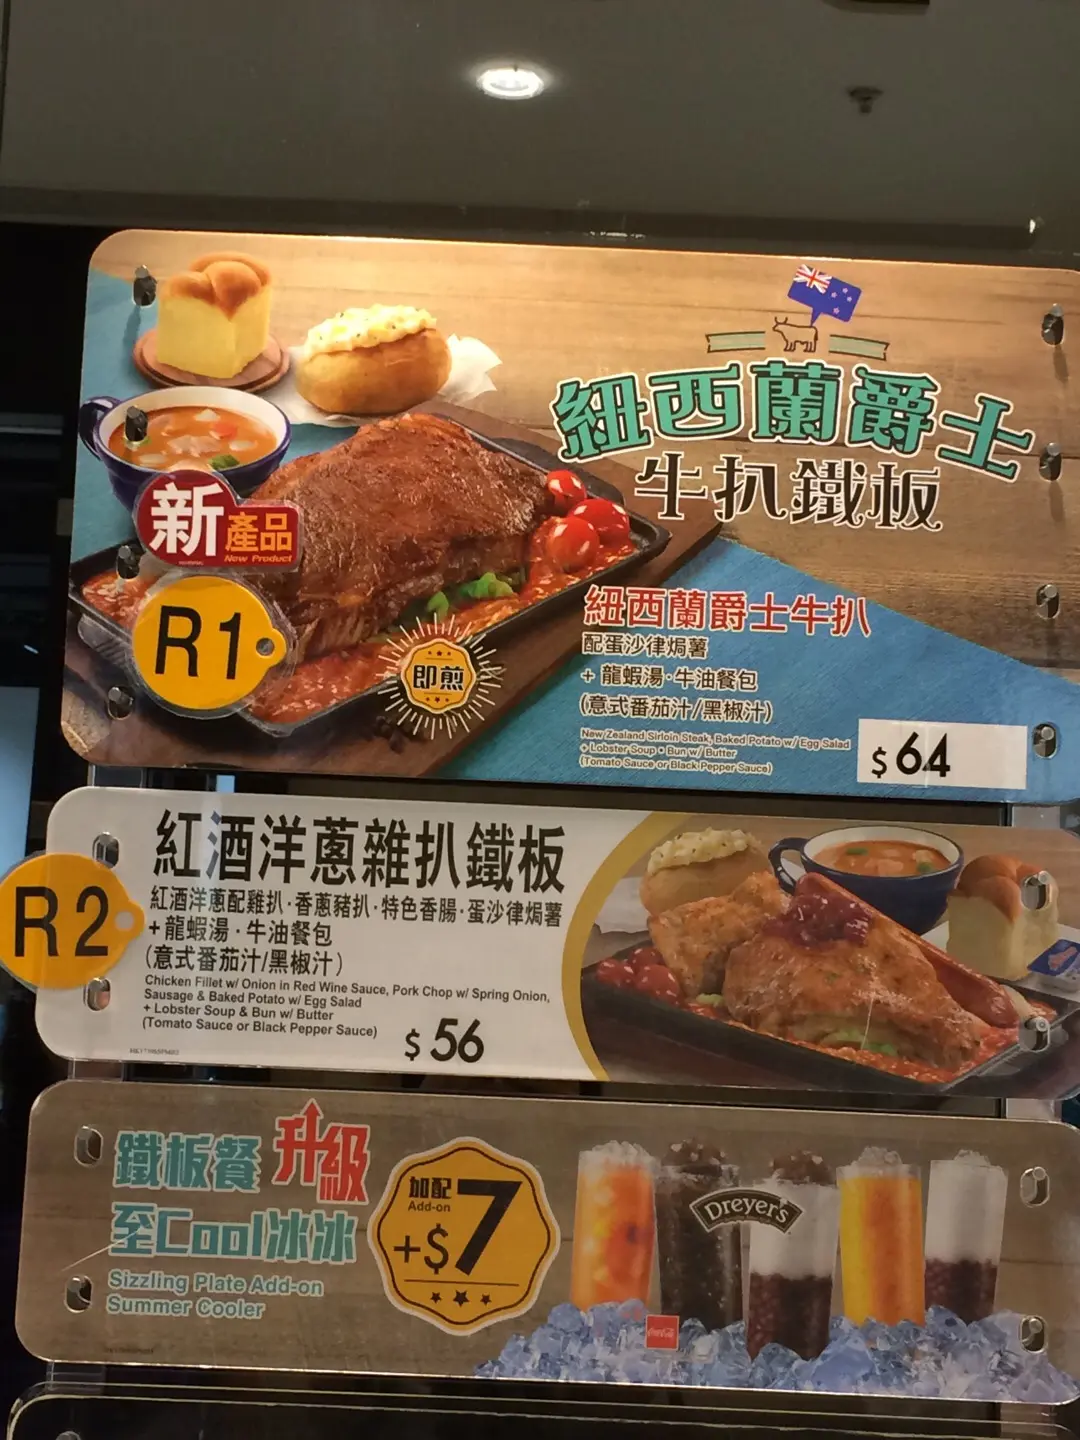 紐西蘭爵士
牛扒鐵板
新產品
New Product
R1
即煎
紐西蘭爵士牛扒
配蛋沙律焗薯
+ 龍蝦湯·牛油餐包
(意式番茄汁/黑椒汁)
New Zealand Sirloin Steak, Baked Potato w/ Egg Salad
+ Lobster Soup • Bun w/ Butter
(Tomato Sauce or Black Pepper Sauce)
$64
R2
紅酒洋蔥雜扒鐵板
紅酒洋蔥配雞扒·香蔥豬扒·特色香腸·蛋沙律焗薯
+ 龍蝦湯·牛油餐包
(意式番茄汁/黑椒汁)
Chicken Fillet w/ Onion in Red Wine Sauce, Pork Chop w/ Spring Onion,
Sausage & Baked Potato w/ Egg Salad
+ Lobster Soup & Bun w/ Butter
(Tomato Sauce or Black Pepper Sauce)
$56
鐵板餐升級
至Cool冰冰
Sizzling Plate Add-on
Summer Cooler
加配
Add-on
+$7
Dreyer's
Coca-Cola